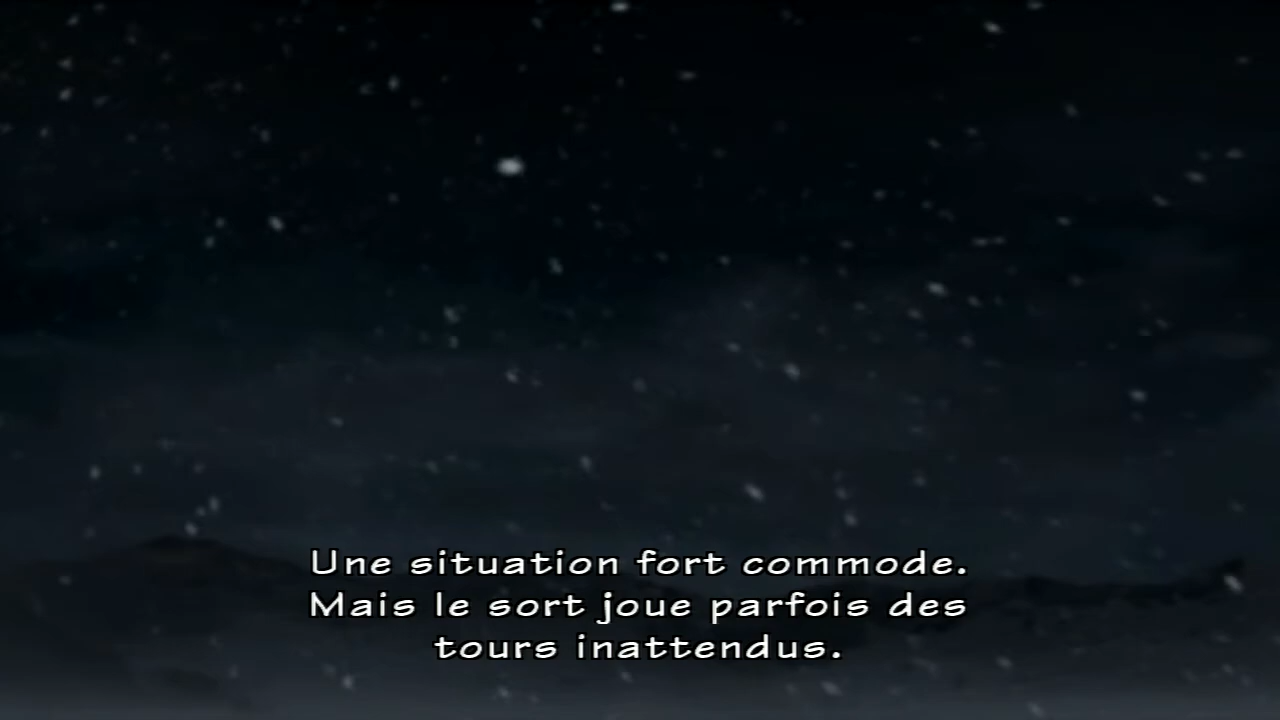 Une situation fort commode.
Mais le sort joue parfois des
tours inattendus.